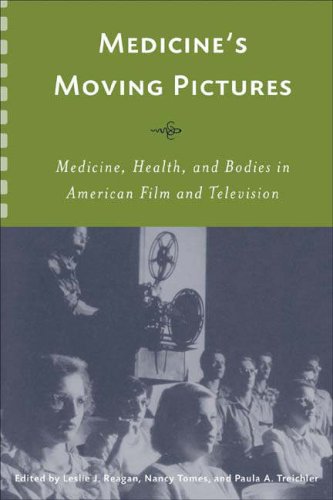 MEDICINE'S
MOVING PICTURES
Medicine, Health, and Bodies in
American Film and Television
Edited by Leslie J. Reagan, Nancy Tomes, and Paula A. Treichler